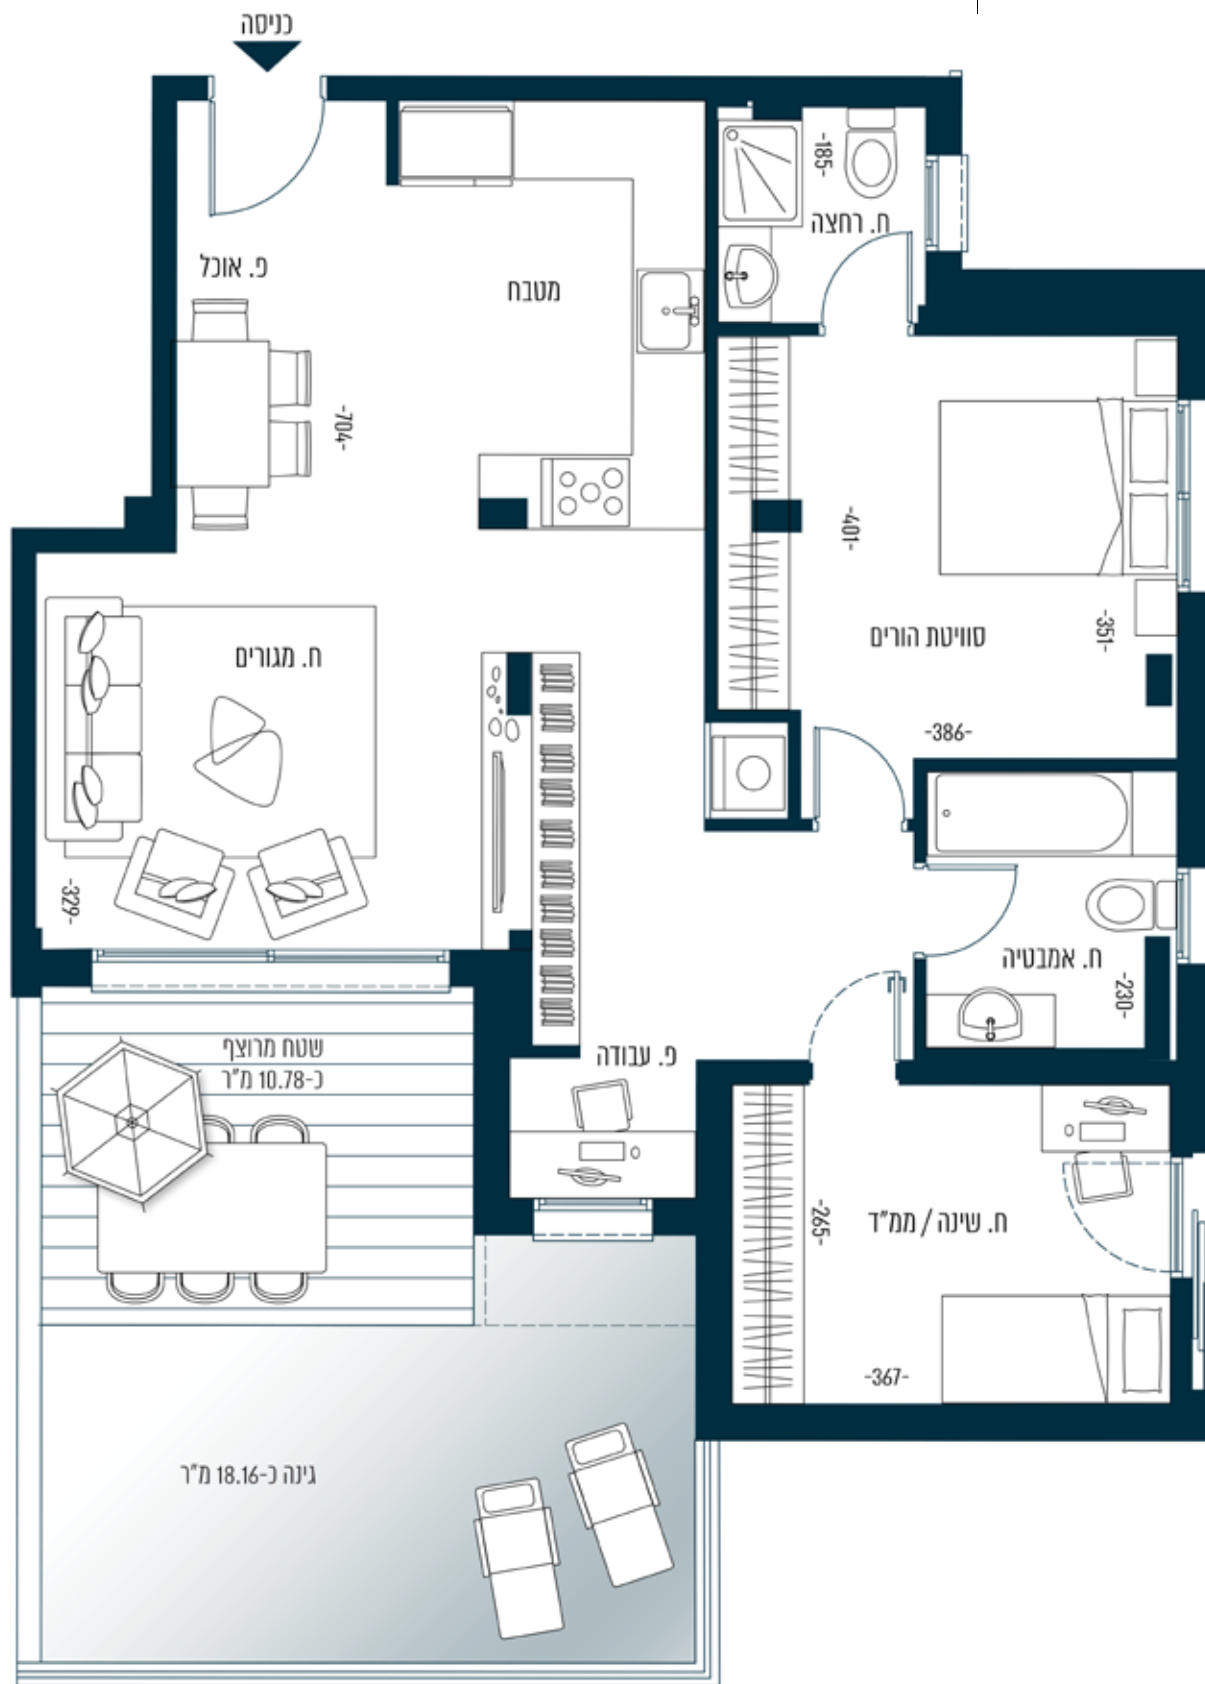 כניסה
-185-
ח. רחצה
פ. אוכל
מטבח
-704-
-401-
-351-
סוויטת הורים
ח. מגורים
-386-
-329-
ח. אמבטיה
-230-
שטח מרוצף
כ-10.78 מ"ר
פ. עבודה
-265-
ח. שינה / ממ"ד
-367-
גינה כ-18.16 מ"ר